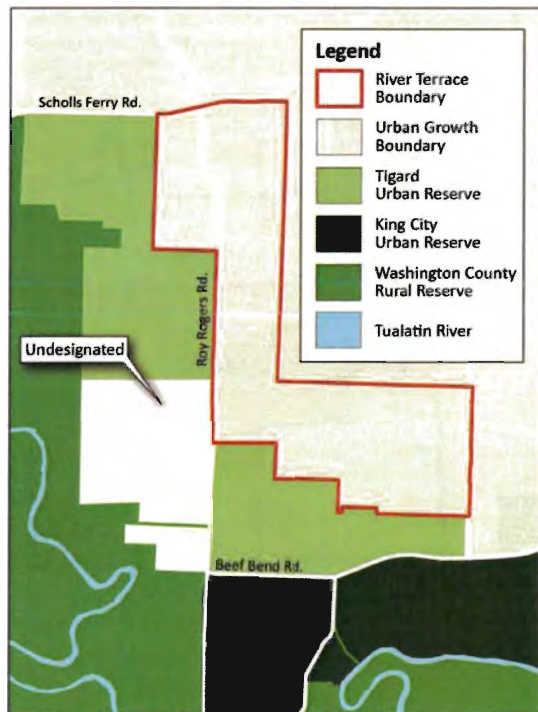 Legend
River Terrace
Boundary
Urban Growth
Boundary
Tigard
Urban Reserve
King City
Urban Reserve
Washington County
Rural Reserve
Tualatin River
Scholls Ferry Rd.
Roy Rogers Rd.
Undesignated
Beef Bend Rd.